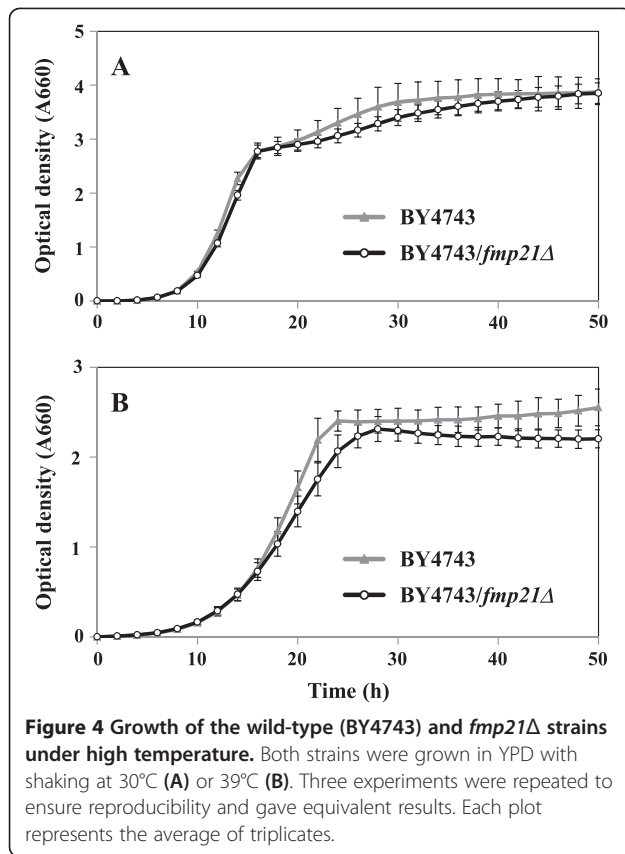 A
Optical density (A660)
5
4
3
2
1
0
BY4743
BY4743/fmp21Δ
0 10 20 30 40 50
B
Optical density (A660)
3
2
1
0
BY4743
BY4743/fmp21Δ
0 10 20 30 40 50
Time (h)
Figure 4 Growth of the wild-type (BY4743) and fmp21Δ strains
under high temperature. Both strains were grown in YPD with
shaking at 30°C (A) or 39°C (B). Three experiments were repeated to
ensure reproducibility and gave equivalent results. Each plot
represents the average of triplicates.